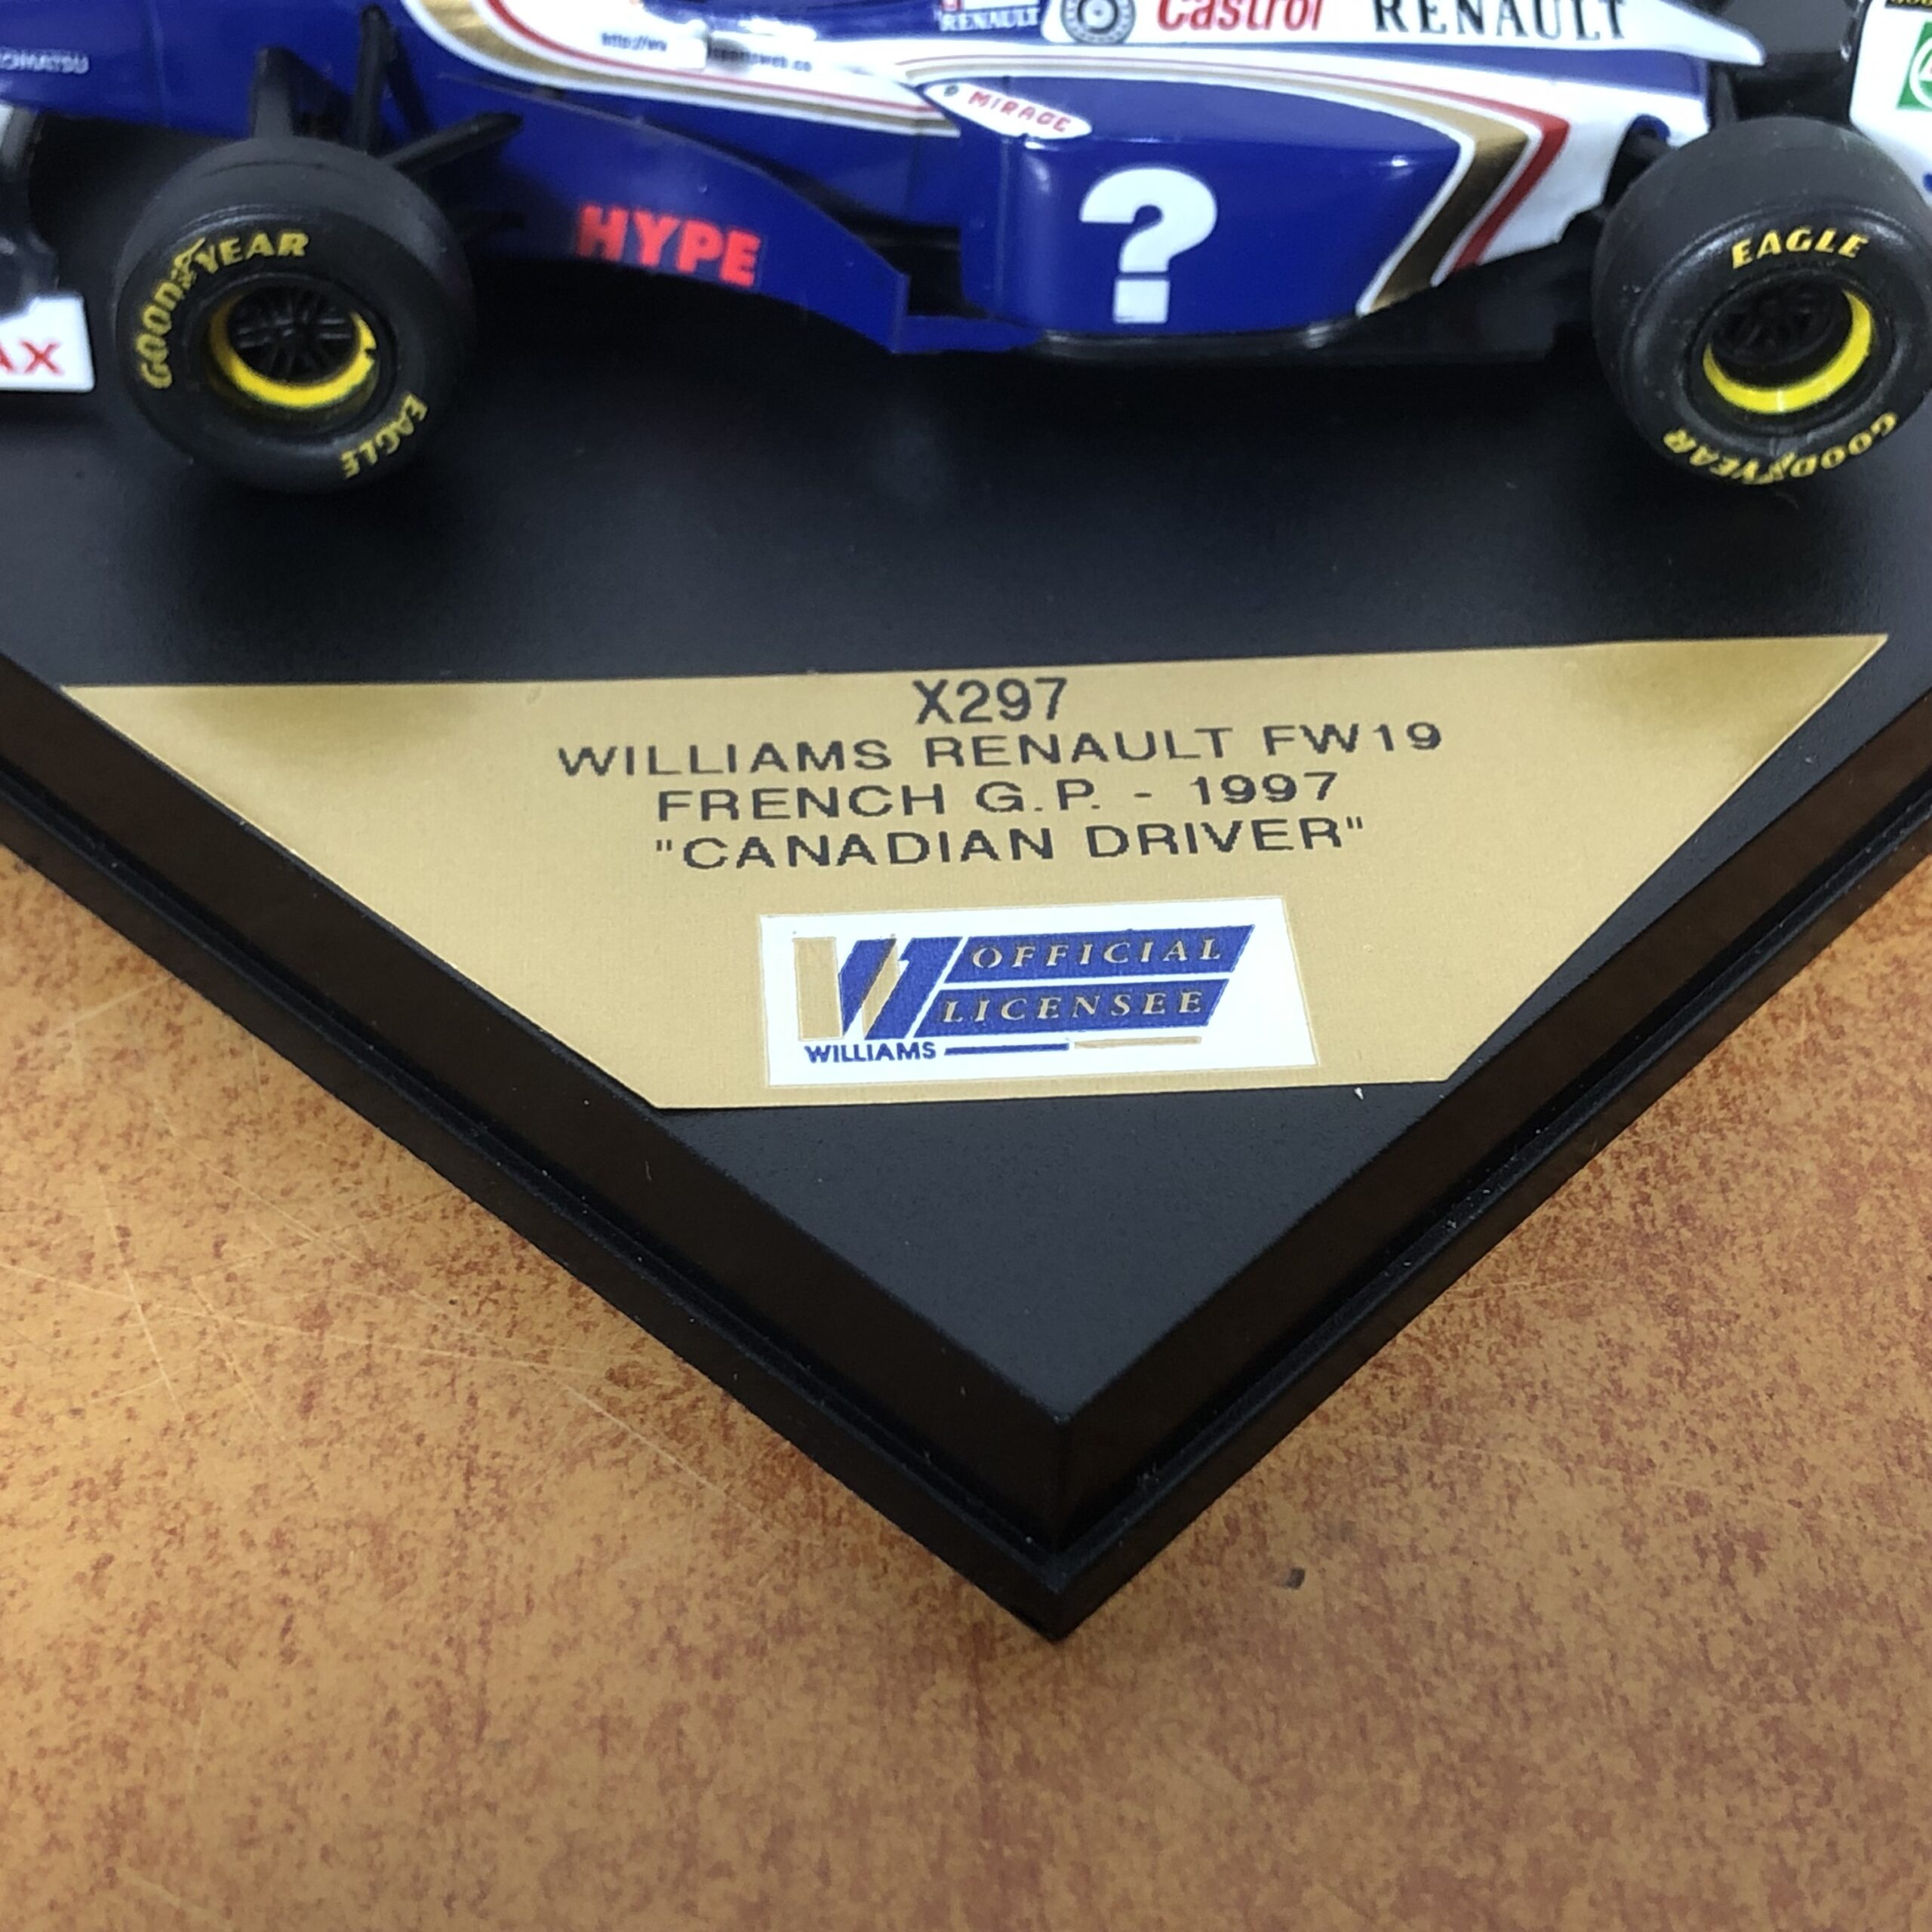 RENAULT
Castrol RENAULT
MIRAGE
HYPE
?
GOODYEAR
EAGLE
EAGLE
GOODYEAR
X297
WILLIAMS RENAULT FW19
FRENCH G.P. - 1997
"CANADIAN DRIVER"
OFFICIAL
LICENSEE
WILLIAMS